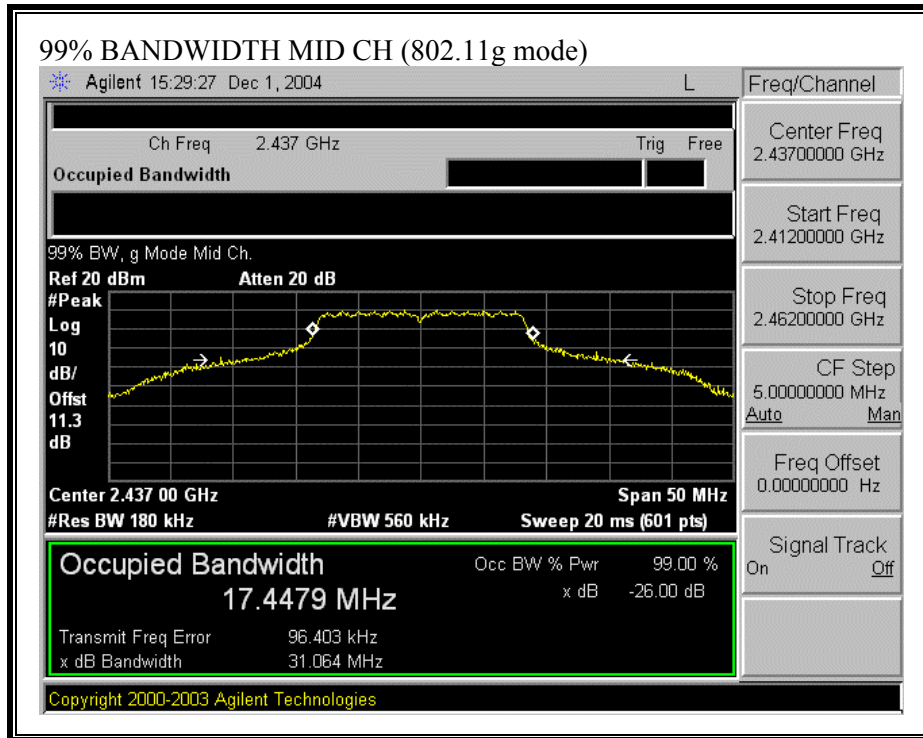 99% BANDWIDTH MID CH (802.11g mode)
Agilent 15:29:27 Dec 1, 2004 L
Freq/Channel
Ch Freq 2.437 GHz Trig Free
Occupied Bandwidth
Center Freq
2.43700000 GHz
Start Freq
2.41200000 GHz
Stop Freq
2.46200000 GHz
CF Step
5.00000000 MHz
Auto Man
Freq Offset
0.00000000 Hz
Signal Track
On Off
99% BW, g Mode Mid Ch.
Ref 20 dBm Atten 20 dB
#Peak
Log
10
dB/
Offst
11.3
dB
Center 2.437 00 GHz Span 50 MHz
#Res BW 180 kHz #VBW 560 kHz Sweep 20 ms (601 pts)
Occupied Bandwidth Occ BW % Pwr 99.00 %
17.4479 MHz x dB -26.00 dB
Transmit Freq Error 96.403 kHz
x dB Bandwidth 31.064 MHz
Copyright 2000-2003 Agilent Technologies